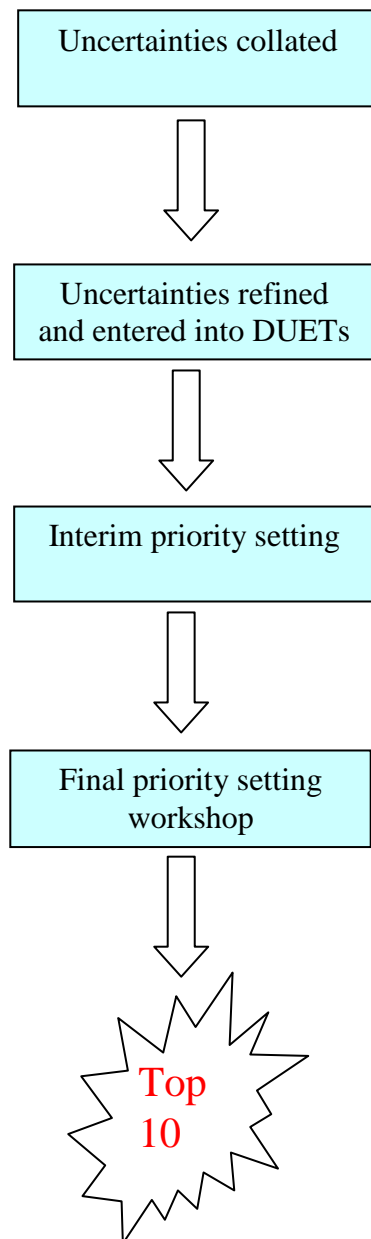 Uncertainties collated
Uncertainties refined
and entered into DUETs
Interim priority setting
Final priority setting
workshop
Top
10